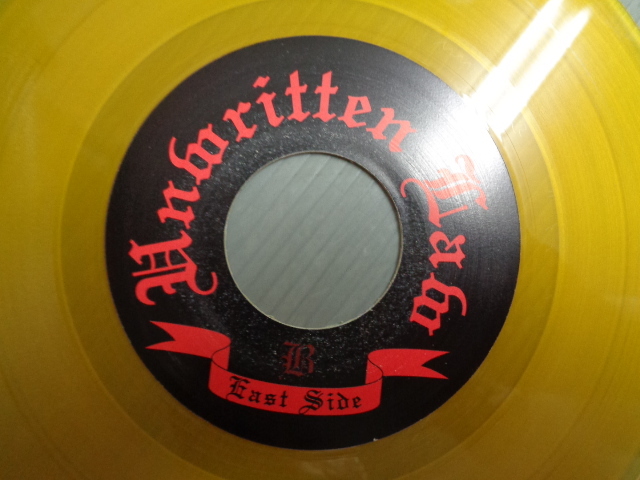 Unwritten Law
B
East Side